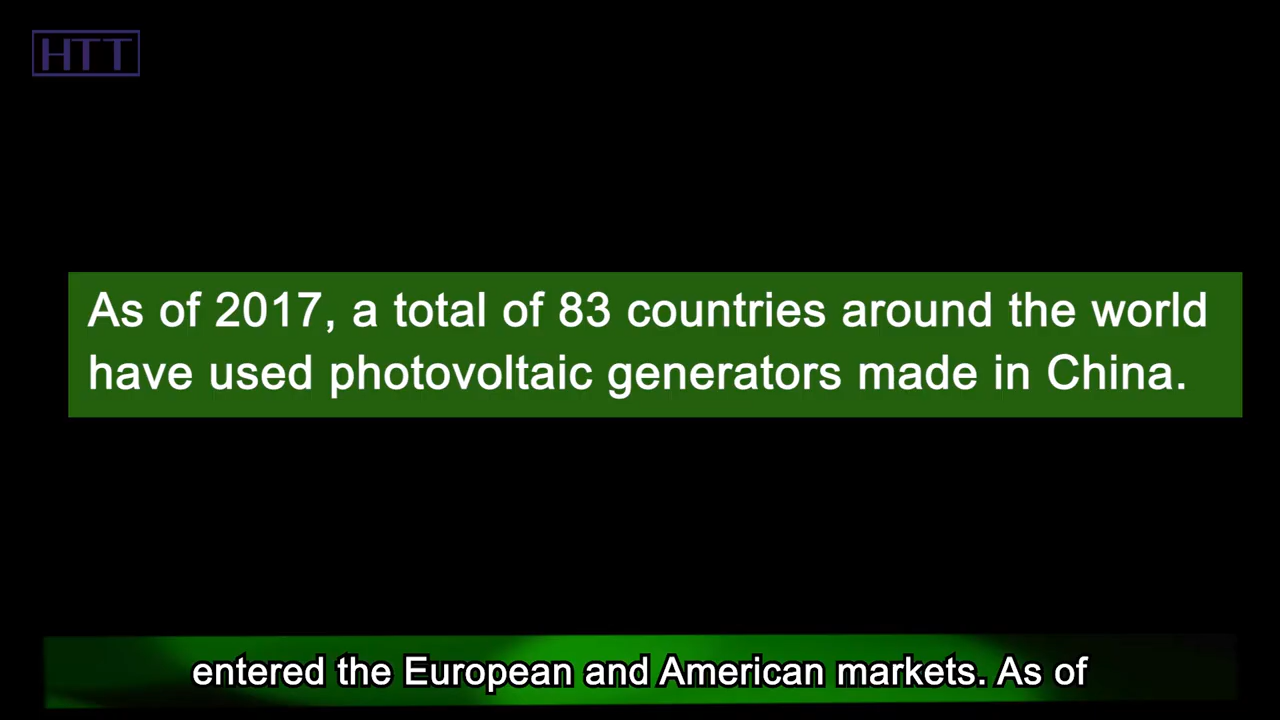 HTT
As of 2017, a total of 83 countries around the world
have used photovoltaic generators made in China.
entered the European and American markets. As of